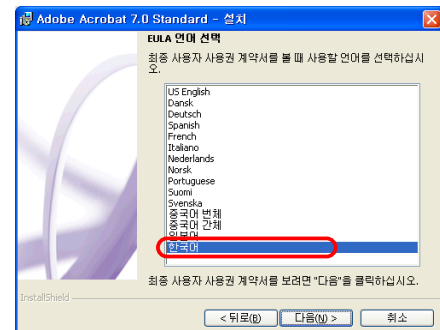 Adobe Acrobat 7.0 Standard - 설치
EULA 언어 선택
최종 사용자 사용권 계약서를 볼 때 사용할 언어를 선택하십시
오.
US English
Dansk
Deutsch
Spanish
French
Italiano
Nederlands
Norsk
Portuguese
Suomi
Svenska
중국어 번체
중국어 간체
일본어
한국어
최종 사용자 사용권 계약서를 보려면 "다음"을 클릭하십시오.
InstallShield
< 뒤로(B) 다음(N) > 취소